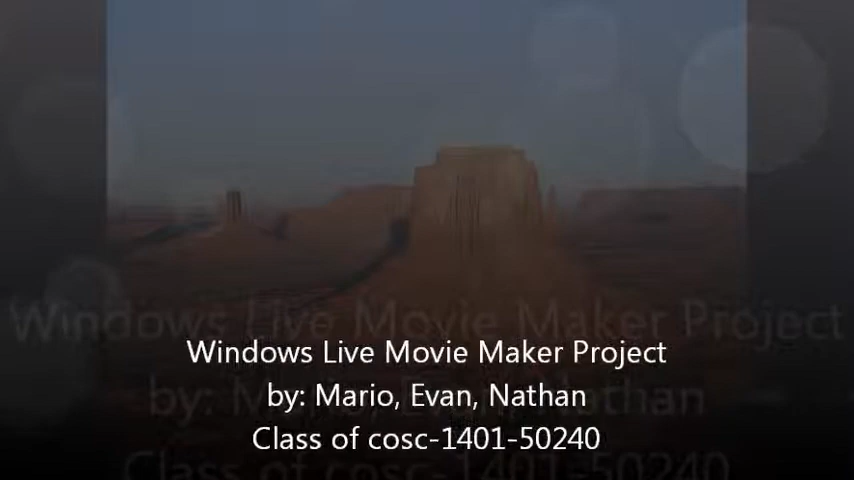 Windows Live Movie Maker Project
by: Mario, Evan, Nathan
Class of cosc-1401-50240